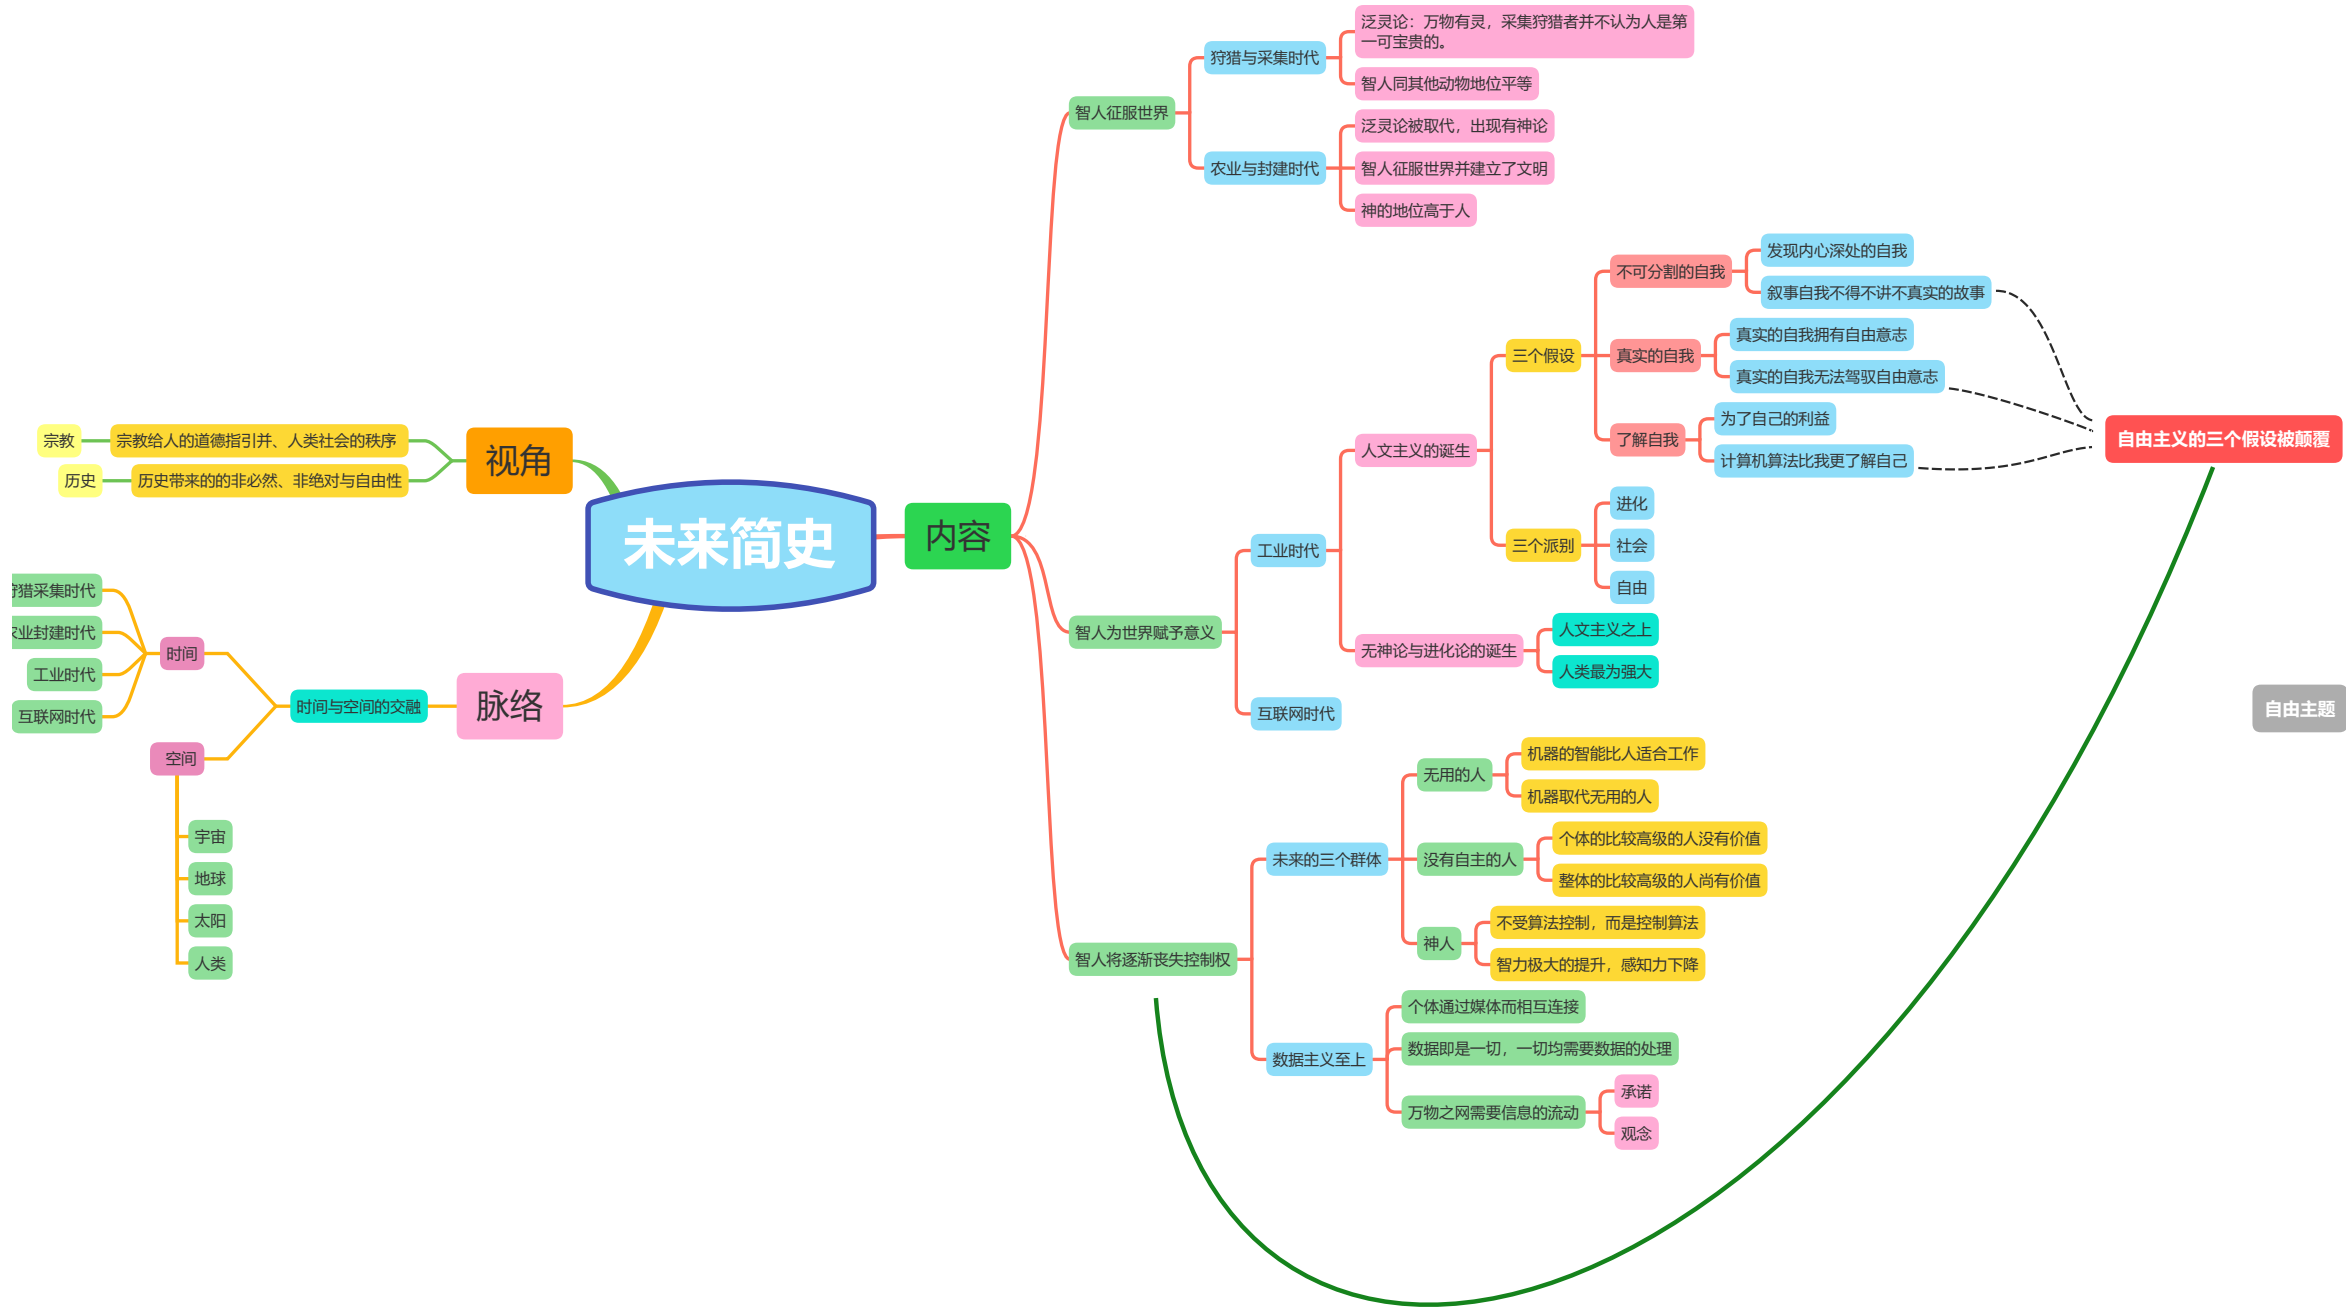 未来简史
视角
宗教给人的道德指引并、人类社会的秩序
宗教
历史带来的的非必然、非绝对与自由性
历史
脉络
时间与空间的交融
时间
狩猎采集时代
农业封建时代
工业时代
互联网时代
空间
宇宙
地球
太阳
人类
内容
智人征服世界
狩猎与采集时代
泛灵论：万物有灵，采集狩猎者并不认为人是第
一可宝贵的。
智人同其他动物地位平等
农业与封建时代
泛灵论被取代，出现有神论
智人征服世界并建立了文明
神的地位高于人
智人为世界赋予意义
工业时代
人文主义的诞生
三个假设
不可分割的自我
发现内心深处的自我
叙事自我不得不讲不真实的故事
真实的自我
真实的自我拥有自由意志
真实的自我无法驾驭自由意志
了解自我
为了自己的利益
计算机算法比我更了解自己
三个派别
进化
社会
自由
无神论与进化论的诞生
人文主义之上
人类最为强大
互联网时代
智人将逐渐丧失控制权
未来的三个群体
无用的人
机器的智能比人适合工作
机器取代无用的人
没有自主的人
个体的比较高级的人没有价值
整体的比较高级的人尚有价值
神人
不受算法控制，而是控制算法
智力极大的提升，感知力下降
数据主义至上
个体通过媒体而相互连接
数据即是一切，一切均需要数据的处理
万物之网需要信息的流动
承诺
观念
自由主义的三个假设被颠覆
自由主题